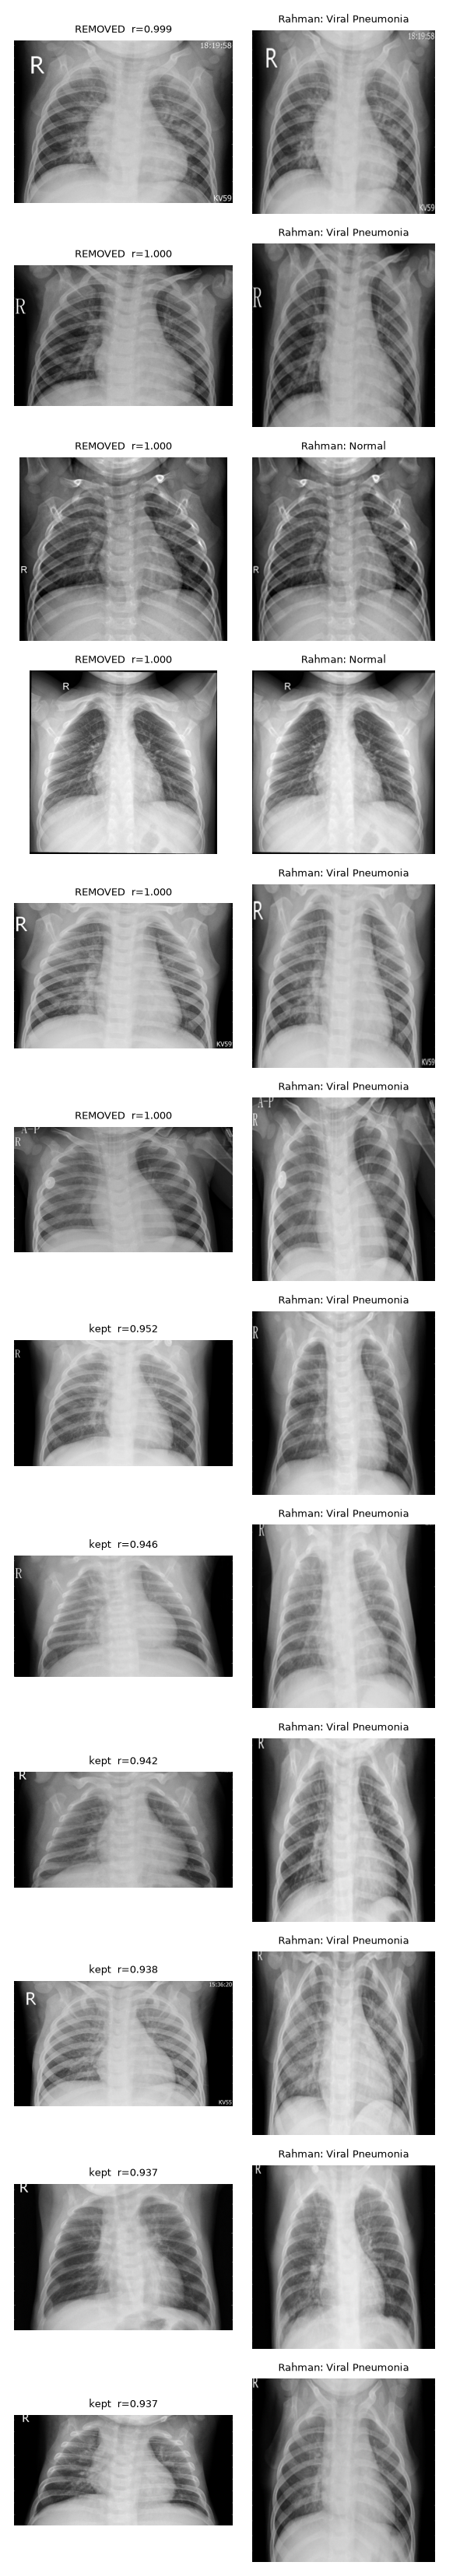 REMOVED r=0.999
Rahman: Viral Pneumonia
R
18:19:58
KV59
R
18:19:58
KV59
REMOVED r=1.000
Rahman: Viral Pneumonia
R
R
REMOVED r=1.000
Rahman: Normal
R
R
REMOVED r=1.000
Rahman: Normal
R
R
REMOVED r=1.000
Rahman: Viral Pneumonia
R
KV59
R
KV59
REMOVED r=1.000
Rahman: Viral Pneumonia
A-P
R
A-P
R
kept r=0.952
Rahman: Viral Pneumonia
R
R
kept r=0.946
Rahman: Viral Pneumonia
R
R
kept r=0.942
Rahman: Viral Pneumonia
R
R
kept r=0.938
Rahman: Viral Pneumonia
R
15:36:20
KV55
R
kept r=0.937
Rahman: Viral Pneumonia
R
R
kept r=0.937
Rahman: Viral Pneumonia
R
R